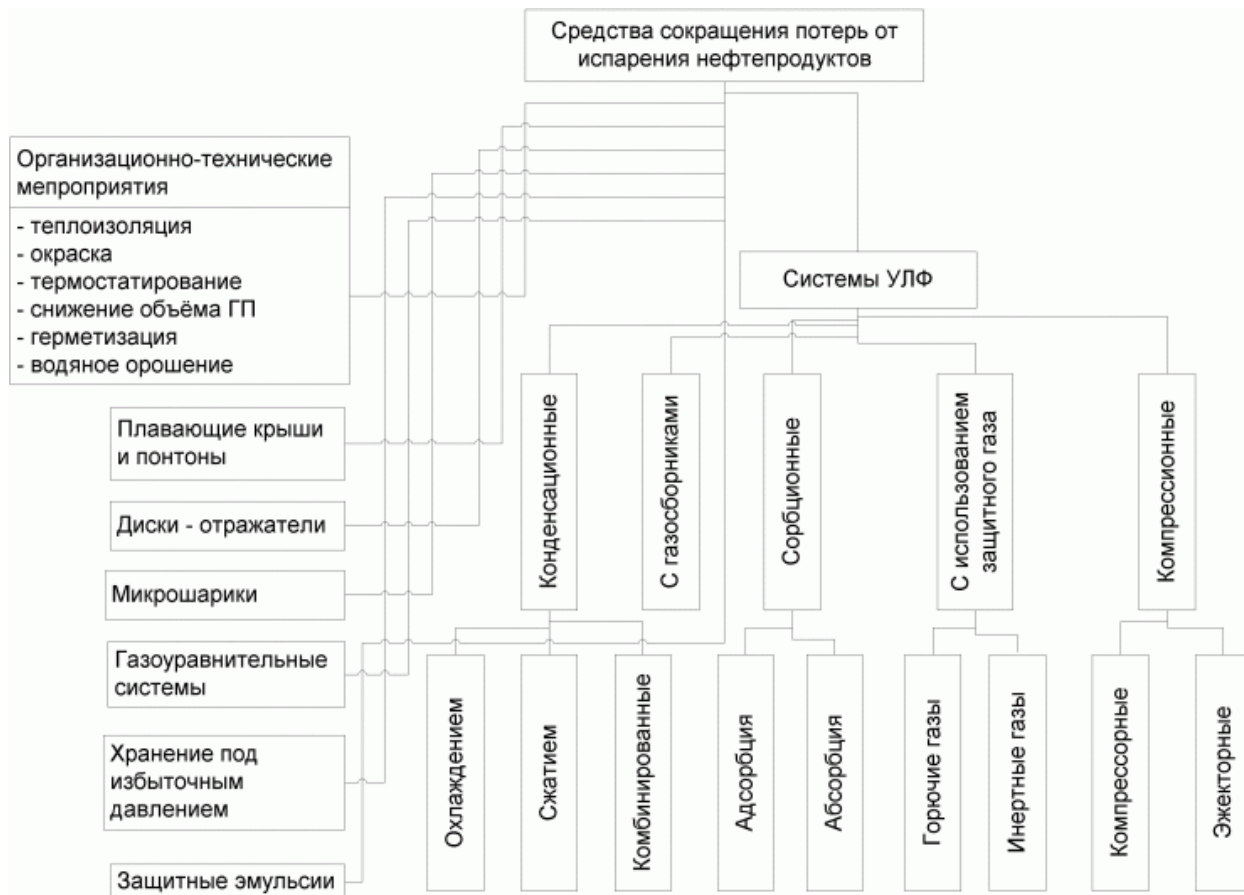 Средства сокращения потерь от
испарения нефтепродуктов
Организационно-технические
мепроприятия
- теплоизоляция
- окраска
- термостатирование
- снижение объёма ГП
- герметизация
- водяное орошение
Системы УЛФ
Плавающие крыши
и понтоны
Диски - отражатели
Микрошарики
Газоуравнительные
системы
Хранение под
избыточным
давлением
Защитные эмульсии
Конденсационные
С газосборниками
Сорбционные
С использованием
защитного газа
Компрессионные
Охлаждением
Сжатием
Комбинированные
Адсорбция
Абсорбция
Горючие газы
Инертные газы
Компрессорные
Эжекторные